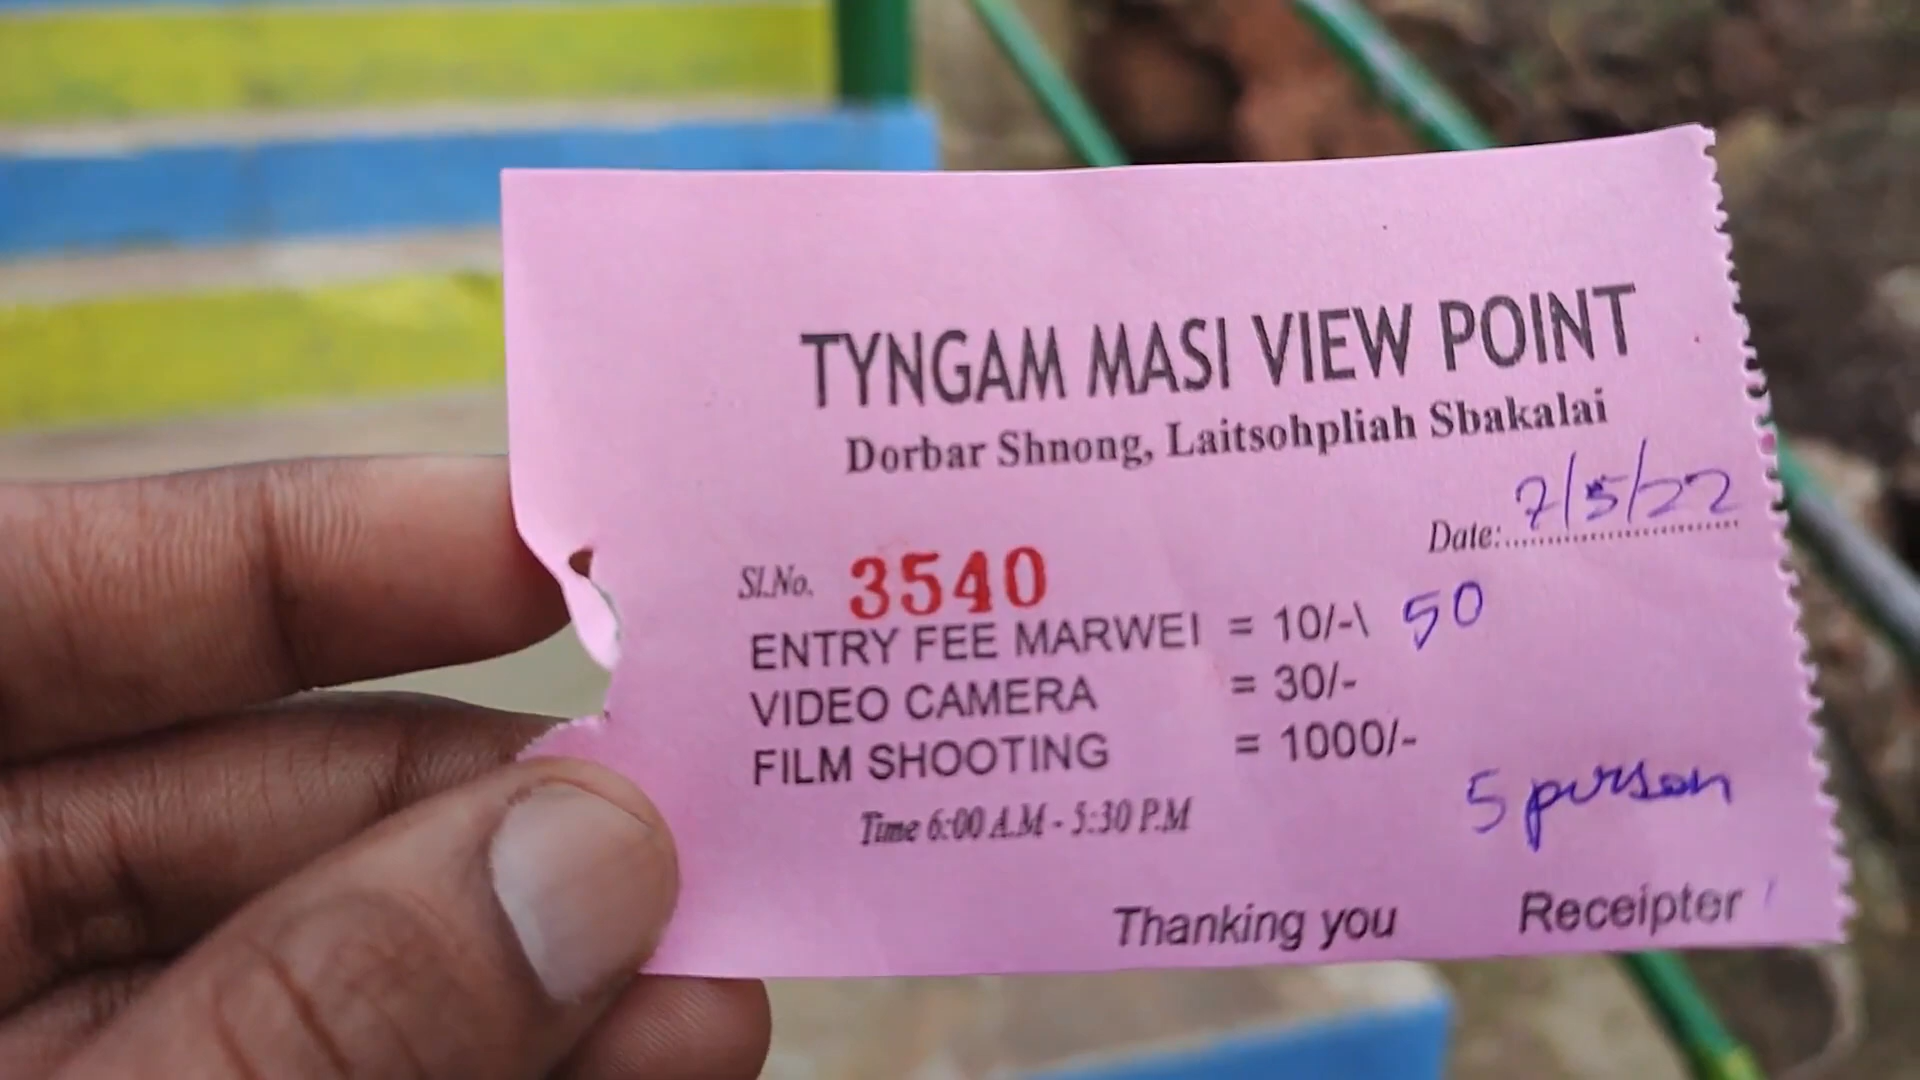 TYNGAM MASI VIEW POINT
Dorbar Shnong, Laitsohpliah Sbakalai
Date:.......... 7/5/22
Sl.No. 3540
ENTRY FEE MARWEI = 10/-\ 50
VIDEO CAMERA = 30/-
FILM SHOOTING = 1000/-
5 person
Time 6:00 A.M - 5:30 P.M
Thanking you Receipter